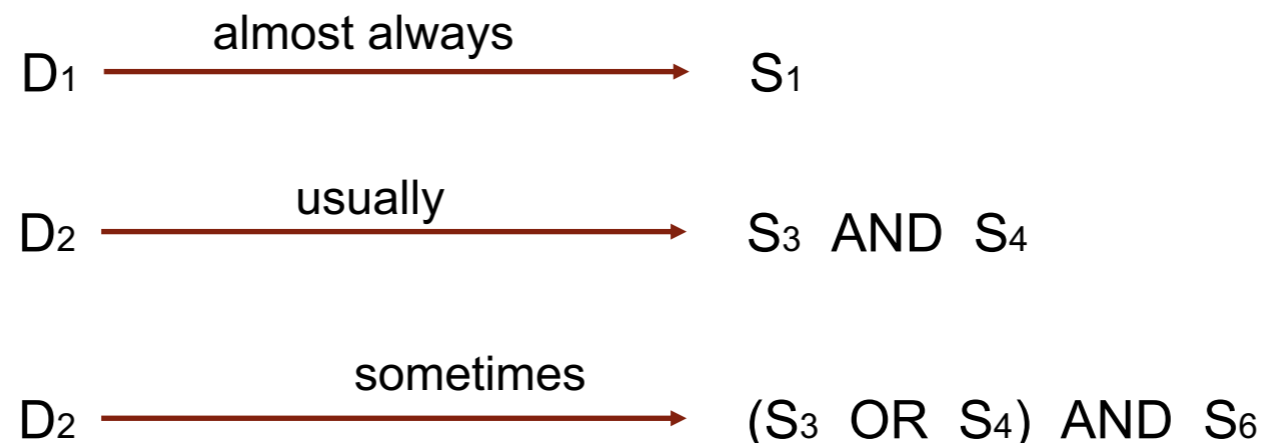 almost always
D₁ S₁
usually
D₂ S₃ AND S₄
sometimes
D₂ (S₃ OR S₄) AND S₆